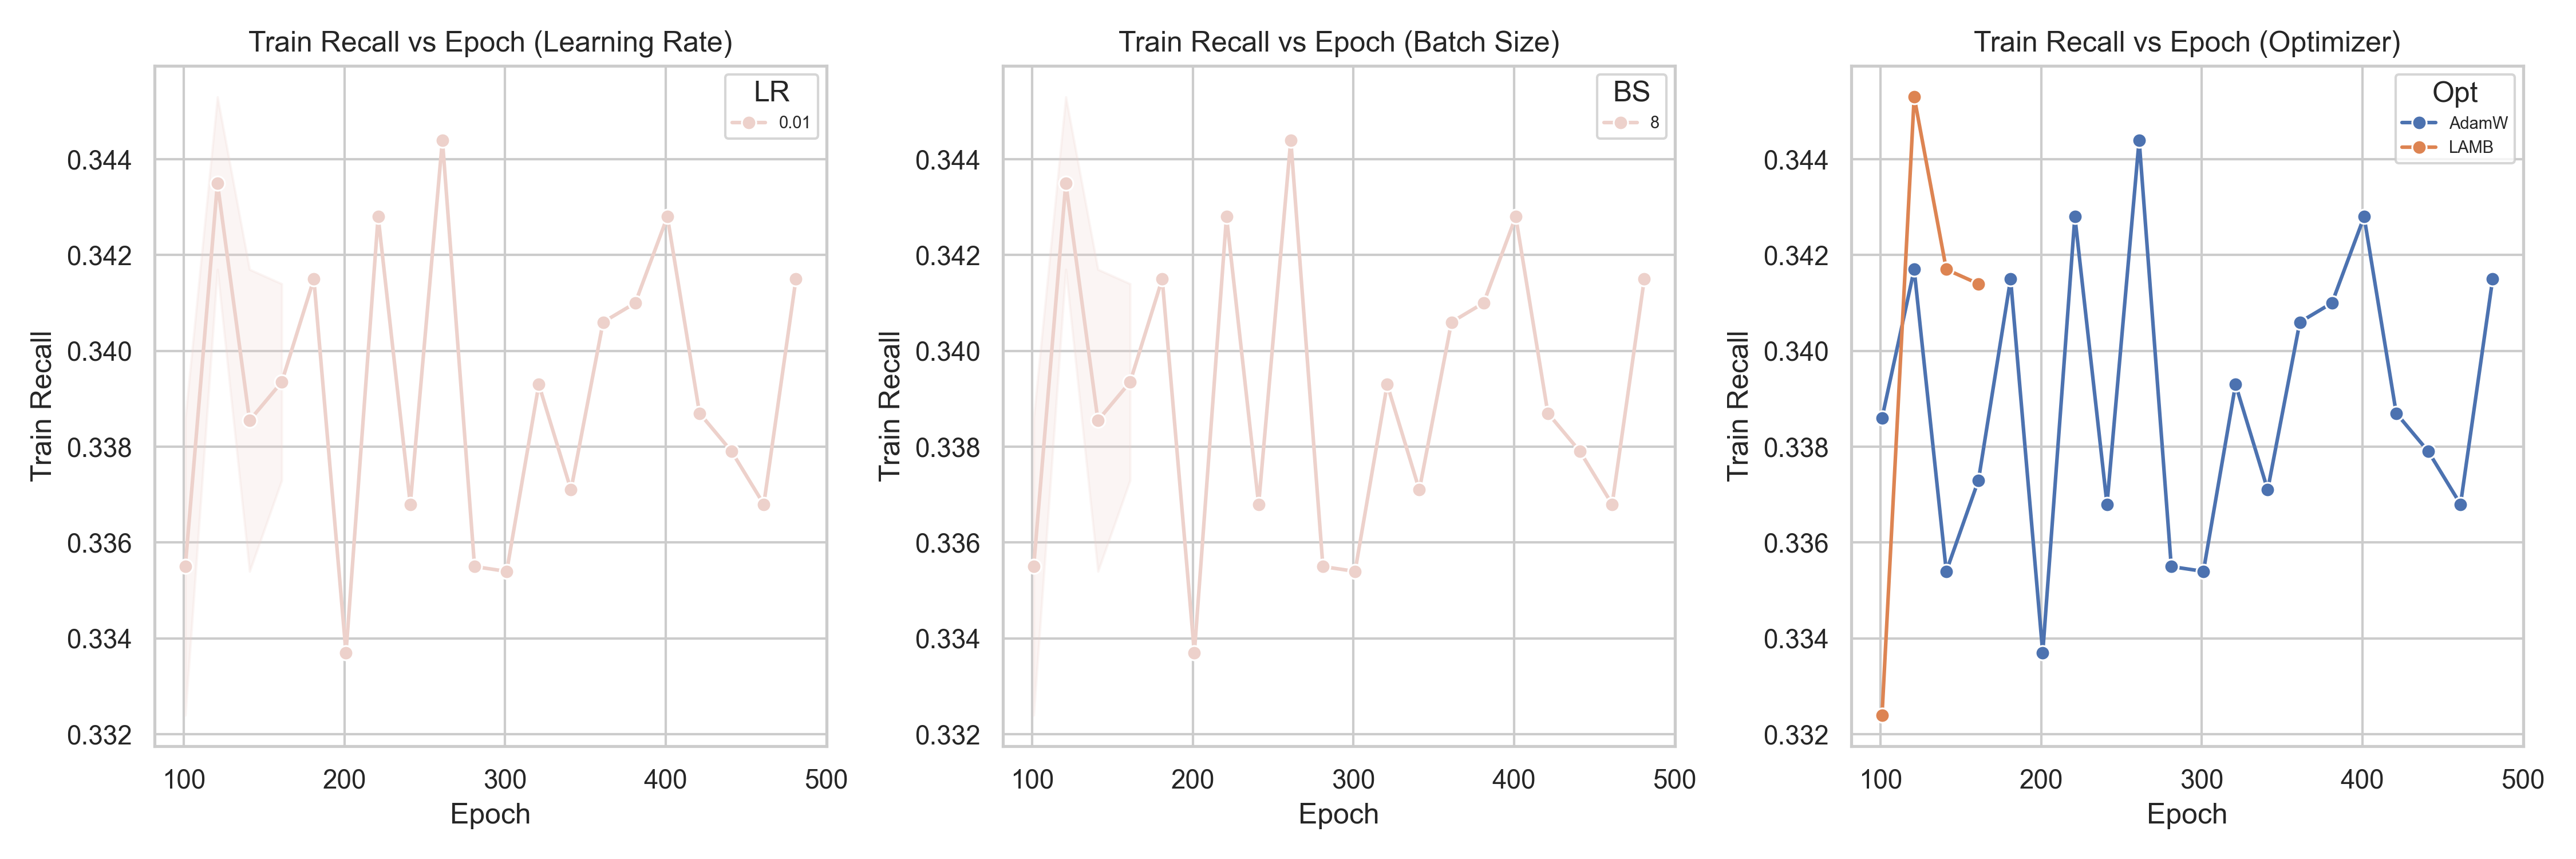 Train Recall vs Epoch (Learning Rate)
LR
0.01
0.344
0.342
0.340
0.338
0.336
0.334
0.332
Train Recall
100 200 300 400 500
Epoch
Train Recall vs Epoch (Batch Size)
BS
8
0.344
0.342
0.340
0.338
0.336
0.334
0.332
Train Recall
100 200 300 400 500
Epoch
Train Recall vs Epoch (Optimizer)
Opt
AdamW
LAMB
0.344
0.342
0.340
0.338
0.336
0.334
0.332
Train Recall
100 200 300 400 500
Epoch